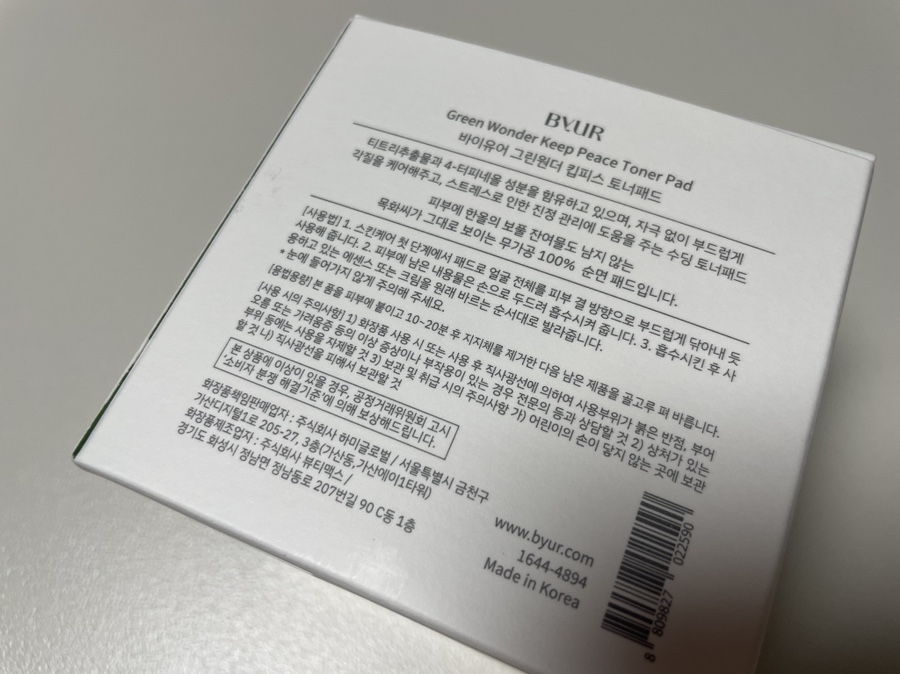 BYUR
Green Wonder Keep Peace Toner Pad
바이유어 그린원더 킵피스 토너패드
티트리추출물과 4-터피네올 성분을 함유하고 있으며, 자극 없이 부드럽게
각질을 케어해주고, 스트레스로 인한 진정 관리에 도움을 주는 수딩 토너패드
피부에 한올의 보풀 잔여물도 남지 않는
목화씨가 그대로 보이는 무가공 100% 순면 패드입니다.
[사용법] 1. 스킨케어 첫 단계에서 패드로 얼굴 전체를 피부 결 방향으로 부드럽게 닦아내 듯
사용해 줍니다. 2. 피부에 남은 내용물은 손으로 두드려 흡수시켜 줍니다. 3. 흡수시킨 후 사
용하고 있는 에센스 또는 크림을 원래 바르는 순서대로 발라줍니다.
* 눈에 들어가지 않게 주의해 주세요.
[용법용량] 본 품을 피부에 붙이고 10~20분 후 지지체를 제거한 다음 남은 제품을 골고루 펴 바릅니다.
[사용 시의 주의사항] 1) 화장품 사용 시 또는 사용 후 직사광선에 의하여 사용부위가 붉은 반점, 부어
오름 또는 가려움증 등의 이상 증상이나 부작용이 있는 경우 전문의 등과 상담할 것 2) 상처가 있는
부위 등에는 사용을 자제할 것 3) 보관 및 취급 시의 주의사항 가) 어린이의 손이 닿지 않는 곳에 보관
할 것 나) 직사광선을 피해서 보관할 것
본 상품에 이상이 있을 경우, 공정거래위원회 고시
'소비자 분쟁 해결기준'에 의해 보상해드립니다.
화장품책임판매업자 : 주식회사 하미글로벌 / 서울특별시 금천구
가산디지털1로 205-27, 3층(가산동,가산에이1타워)
화장품제조업자 : 주식회사 뷰티맥스 /
경기도 화성시 정남면 정남동로 207번길 90 C동 1층
www.byur.com
1644-4894
Made in Korea
8 809827 022590